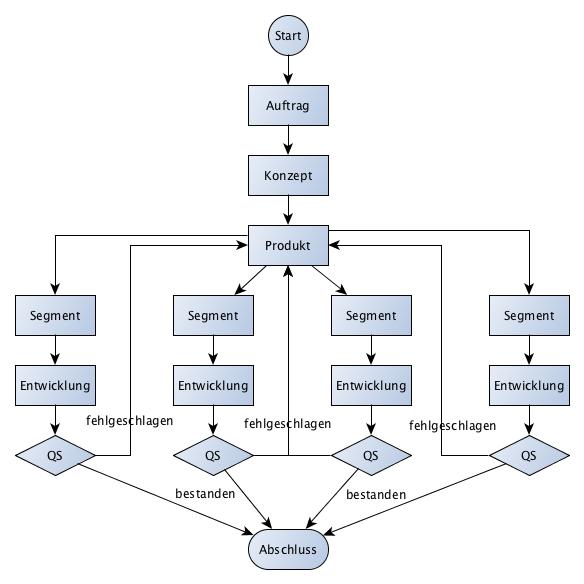 Start
Auftrag
Konzept
Produkt
Segment
Segment
Segment
Segment
Entwicklung
Entwicklung
Entwicklung
Entwicklung
fehlgeschlagen
fehlgeschlagen
fehlgeschlagen
QS
QS
QS
QS
bestanden
bestanden
Abschluss